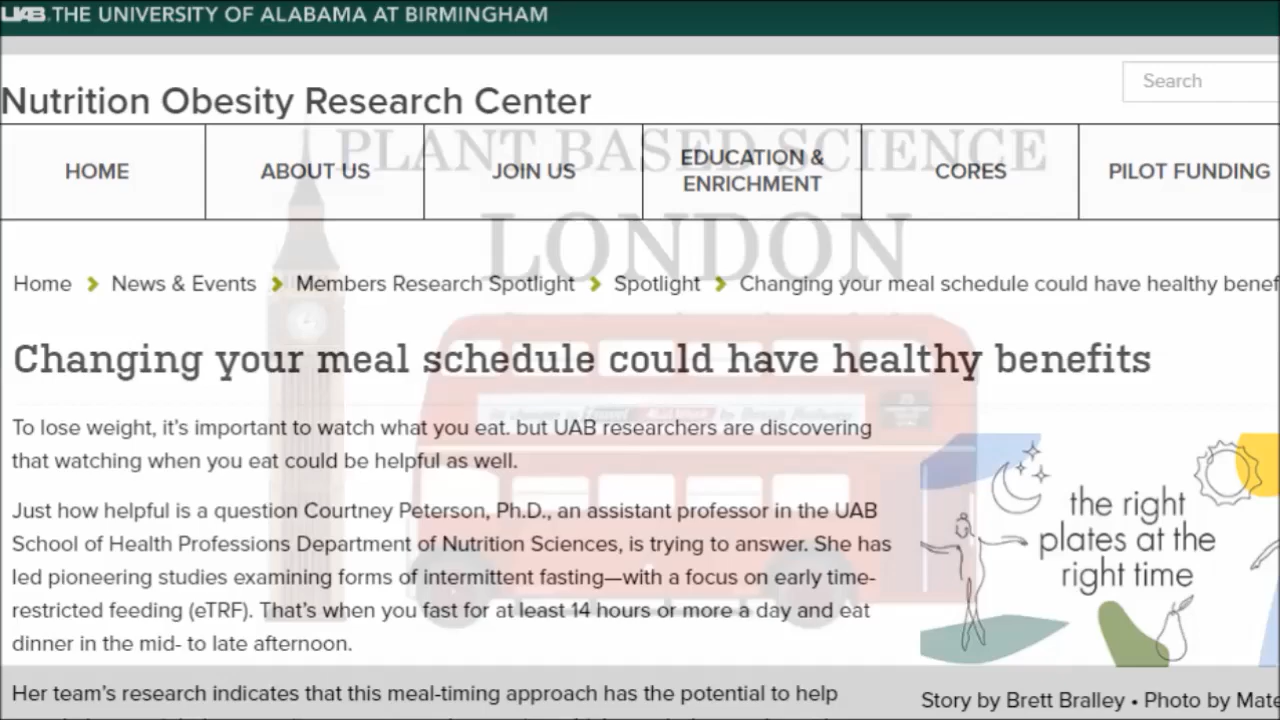 UAB THE UNIVERSITY OF ALABAMA AT BIRMINGHAM
Search
Nutrition Obesity Research Center
HOME
ABOUT US
JOIN US
EDUCATION &
ENRICHMENT
CORES
PILOT FUNDING
PLANT BASED SCIENCE
LONDON
Home > News & Events > Members Research Spotlight > Spotlight > Changing your meal schedule could have healthy benef
Changing your meal schedule could have healthy benefits
To lose weight, it's important to watch what you eat. but UAB researchers are discovering
that watching when you eat could be helpful as well.
Just how helpful is a question Courtney Peterson, Ph.D., an assistant professor in the UAB
School of Health Professions Department of Nutrition Sciences, is trying to answer. She has
led pioneering studies examining forms of intermittent fasting—with a focus on early time-
restricted feeding (eTRF). That's when you fast for at least 14 hours or more a day and eat
dinner in the mid- to late afternoon.
Her team's research indicates that this meal-timing approach has the potential to help
the right
plates at the
right time
Story by Brett Bralley • Photo by Mate